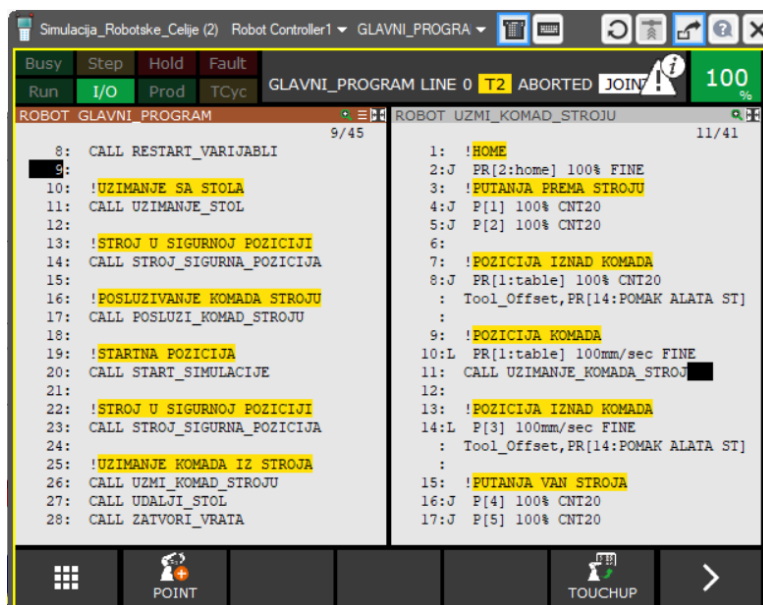 Simulacija_Robotske_Celije (2) Robot Controller1 GLAVNI_PROGRA
Busy Step Hold Fault
Run I/O Prod TCyc
GLAVNI_PROGRAM LINE 0 T2 ABORTED JOINT
100 %
ROBOT GLAVNI_PROGRAM
9/45
8: CALL RESTART_VARIJABLI
9:
10: !UZIMANJE SA STOLA
11: CALL UZIMANJE_STOL
12:
13: !STROJ U SIGURNOJ POZICIJI
14: CALL STROJ_SIGURNA_POZICIJA
15:
16: !POSLUZIVANJE KOMADA STROJU
17: CALL POSLUZI_KOMAD_STROJU
18:
19: !STARTNA POZICIJA
20: CALL START_SIMULACIJE
21:
22: !STROJ U SIGURNOJ POZICIJI
23: CALL STROJ_SIGURNA_POZICIJA
24:
25: !UZIMANJE KOMADA IZ STROJA
26: CALL UZMI_KOMAD_STROJU
27: CALL UDALJI_STOL
28: CALL ZATVORI_VRATA
ROBOT UZMI_KOMAD_STROJU
11/41
1: !HOME
2:J PR[2:home] 100% FINE
3: !PUTANJA PREMA STROJU
4:J P[1] 100% CNT20
5:J P[2] 100% CNT20
6:
7: !POZICIJA IZNAD KOMADA
8:J PR[1:table] 100% CNT20
: Tool_Offset,PR[14:POMAK ALATA ST]
:
9: !POZICIJA KOMADA
10:L PR[1:table] 100mm/sec FINE
11: CALL UZIMANJE_KOMADA_STROJ
12:
13: !POZICIJA IZNAD KOMADA
14:L P[3] 100mm/sec FINE
: Tool_Offset,PR[14:POMAK ALATA ST]
:
15: !PUTANJA VAN STROJA
16:J P[4] 100% CNT20
17:J P[5] 100% CNT20
POINT
TOUCHUP